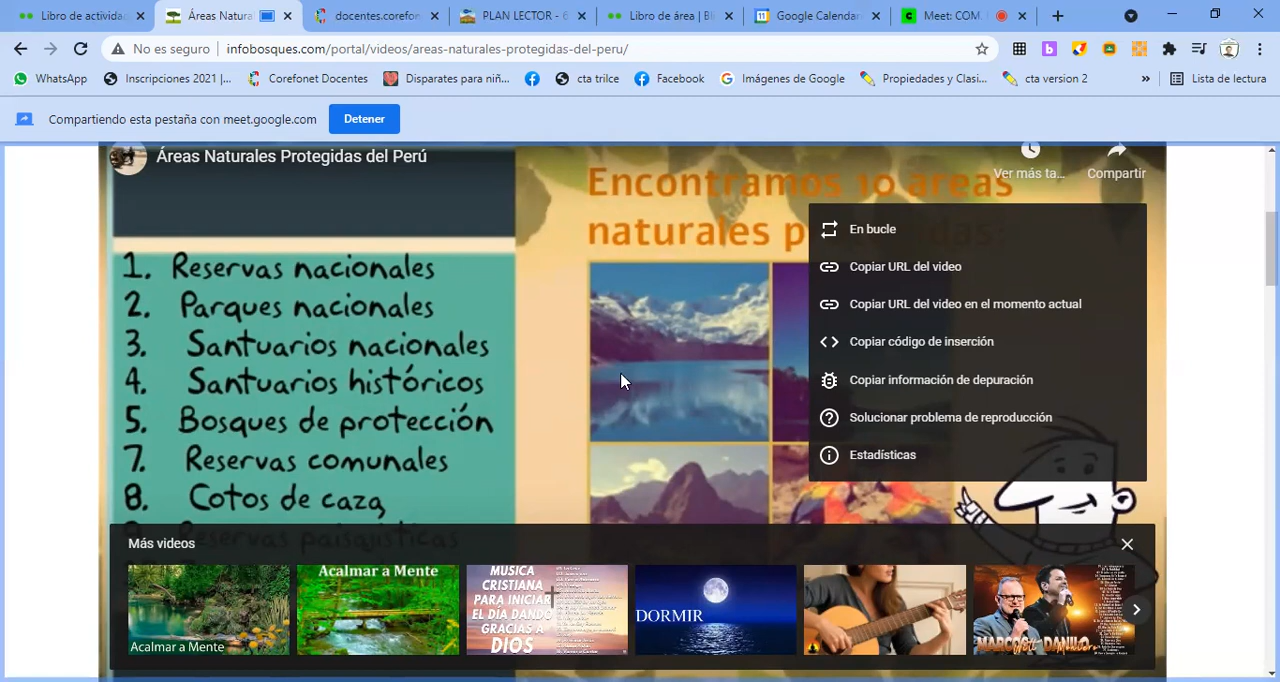 Libro de activida
Áreas Natura
docentes.corefon
PLAN LECTOR - 6
Libro de área | Bl
Google Calendar
Meet: COM.
No es seguro | infobosques.com/portal/videos/areas-naturales-protegidas-del-peru/
WhatsApp
Inscripciones 2021 |...
Corefonet Docentes
Disparates para niñ...
cta trilce
Facebook
Imágenes de Google
Propiedades y Clasi...
cta version 2
»
Lista de lectura
Compartiendo esta pestaña con meet.google.com
Detener
Áreas Naturales Protegidas del Perú
Ver más ta...
Compartir
Encontramos 10 áreas
naturales p
1. Reservas nacionales
2. Parques nacionales
3. Santuarios nacionales
4. Santuarios históricos
5. Bosques de protección
7. Reservas comunales
8. Cotos de caza
Reservas paisajísticas
En bucle
Copiar URL del video
Copiar URL del video en el momento actual
Copiar código de inserción
Copiar información de depuración
Solucionar problema de reproducción
Estadísticas
Más videos
Acalmar a Mente
Acalmar a Mente
MUSICA
CRISTIANA
PARA INICIAR
EL DÍA DANDO
GRACIAS A
DIOS
DORMIR